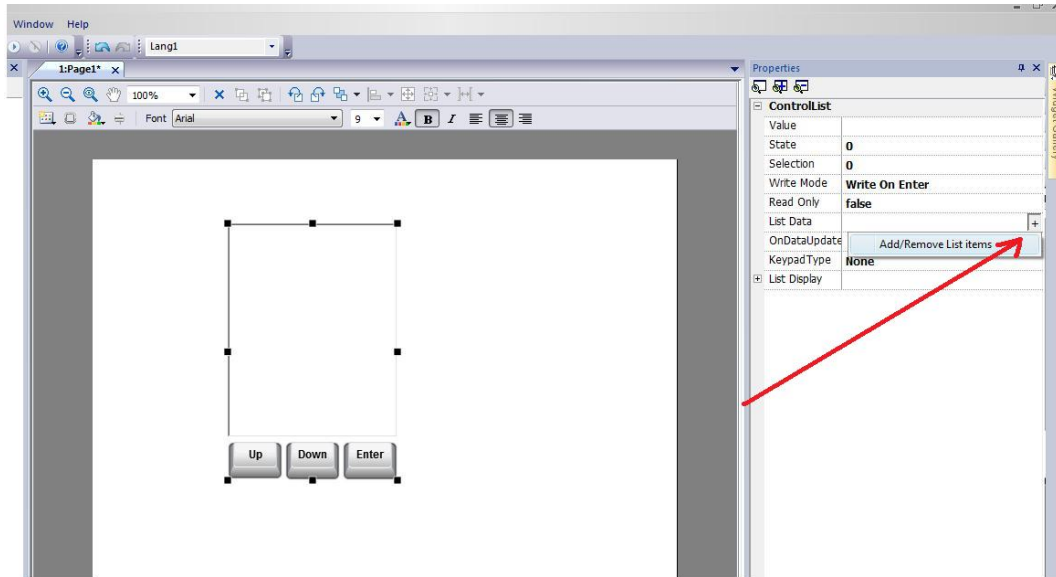 Window Help
Lang1
1:Page1* x
Properties
100%
Font Arial 9 A B I
ControlList
Value
State 0
Selection 0
Write Mode Write On Enter
Read Only false
List Data +
OnDataUpdate Add/Remove List items
KeypadType None
List Display
Widget Gallery
Up Down Enter